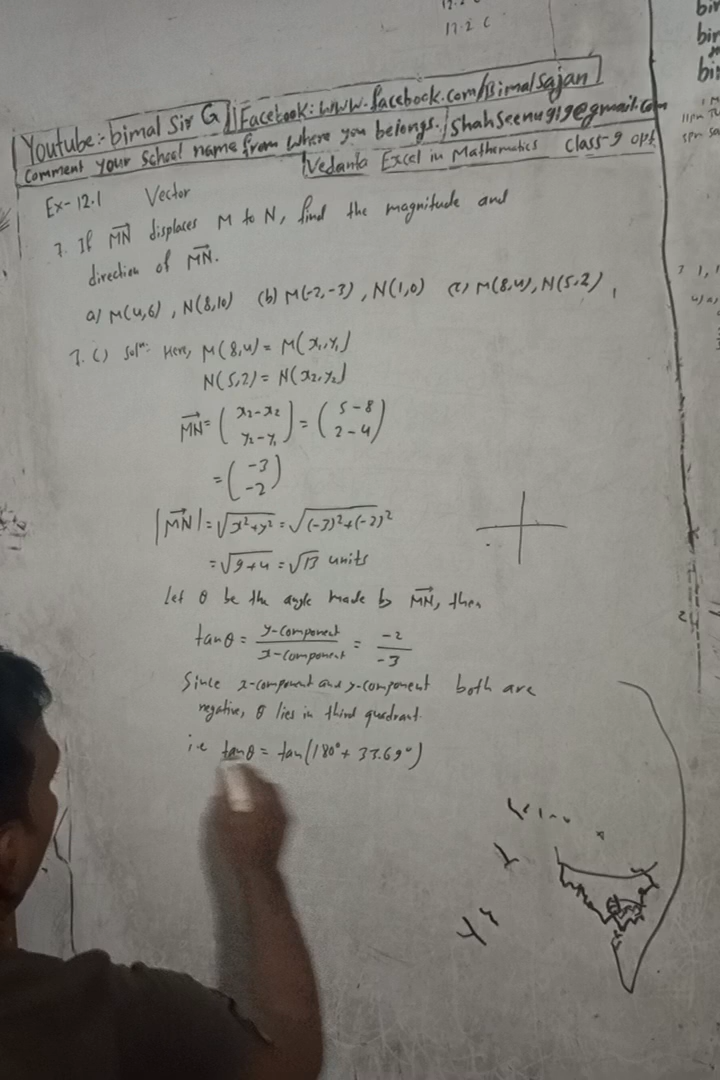 17.2 C
Youtube:- bimal Sir G || Facebook: www.facebook.com/Bimalsajan
Comment your School name from where you belongs. / Shahseenu919@gmail.com
Vedanta Excel in Mathematics class-9 opt
Ex-12.1 Vector
7. If MN displaces M to N, find the magnitude and
direction of MN.
a) M(4,6), N(8,10) (b) M(-2,-3), N(1,0) (c) M(8,4), N(5,2),
7. c) Solⁿ: Here, M(8,4) = M(x₁,y₁)
N(5,2) = N(x₂,y₂)
MN = (x₂-x₂ y₂-y₁) = (5-8 2-4)
= (-3 -2)
|MN| = √x²+y² = √(-3)²+(-2)²
= √9+4 = √13 units
Let θ be the angle made by MN, then
tanθ = y-component/x-component = -2/-3
Since x-component and y-component both are
negative, θ lies in third quadrant.
i.e tanθ = tan(180°+33.69°)